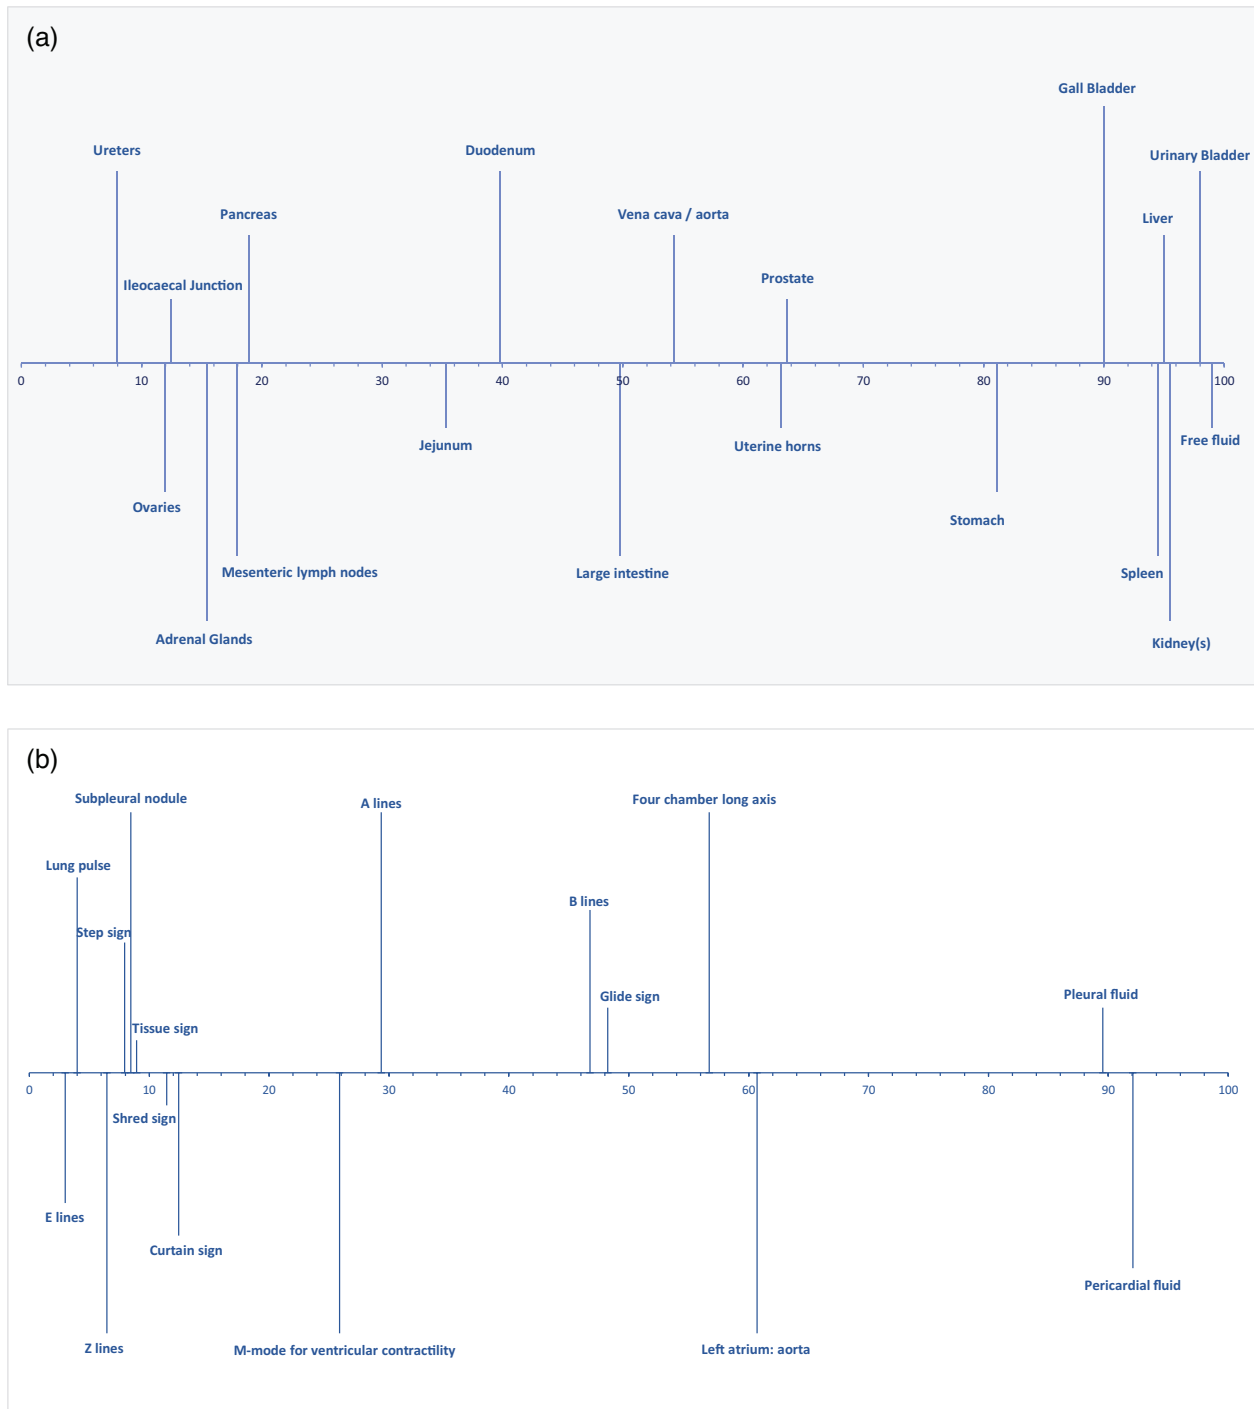 (a)
Gall Bladder
Ureters
Duodenum
Urinary Bladder
Pancreas
Vena cava / aorta
Liver
Ileocaecal Junction
Prostate
0 10 20 30 40 50 60 70 80 90 100
Jejunum
Uterine horns
Free fluid
Ovaries
Stomach
Mesenteric lymph nodes
Large intestine
Spleen
Adrenal Glands
Kidney(s)
(b)
Subpleural nodule
A lines
Four chamber long axis
Lung pulse
B lines
Step sign
Glide sign
Pleural fluid
Tissue sign
0 10 20 30 40 50 60 70 80 90 100
Shred sign
E lines
Curtain sign
Pericardial fluid
Z lines
M-mode for ventricular contractility
Left atrium: aorta